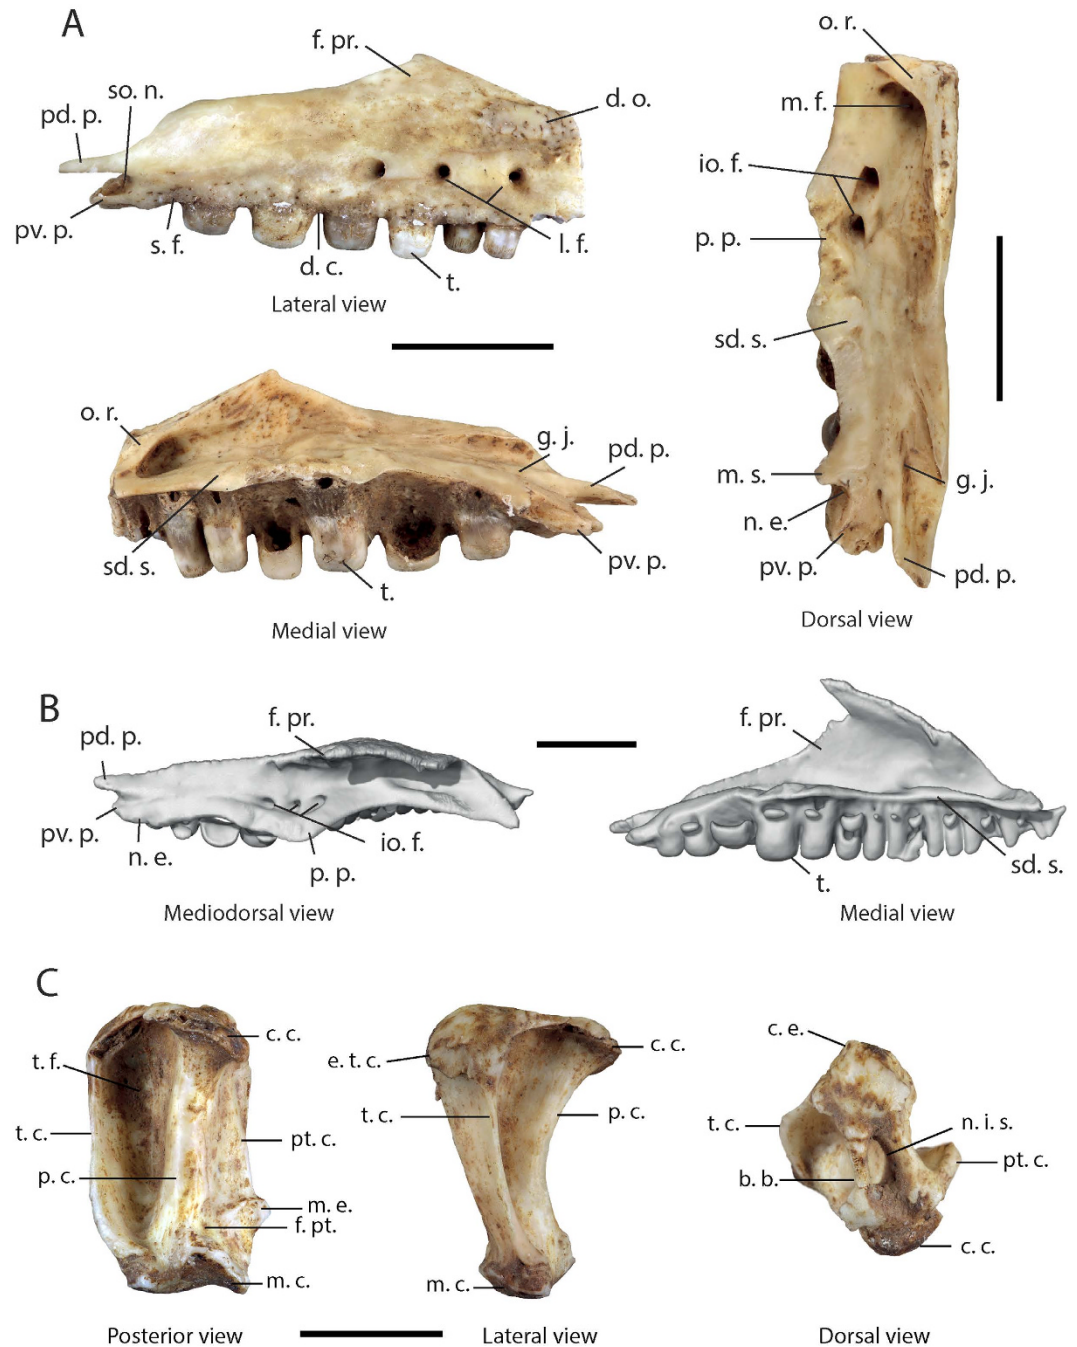 A
f. pr.
so. n.
pd. p.
d. o.
pv. p.
s. f.
d. c.
l. f.
t.
Lateral view
o. r.
g. j.
pd. p.
sd. s.
pv. p.
t.
Medial view
o. r.
m. f.
io. f.
p. p.
sd. s.
m. s.
g. j.
n. e.
pv. p.
pd. p.
Dorsal view
B
f. pr.
pd. p.
pv. p.
n. e.
io. f.
p. p.
Mediodorsal view
f. pr.
sd. s.
t.
Medial view
C
c. c.
t. f.
t. c.
pt. c.
p. c.
m. e.
f. pt.
m. c.
Posterior view
e. t. c.
c. c.
t. c.
p. c.
m. c.
Lateral view
c. e.
t. c.
n. i. s.
b. b.
pt. c.
c. c.
Dorsal view